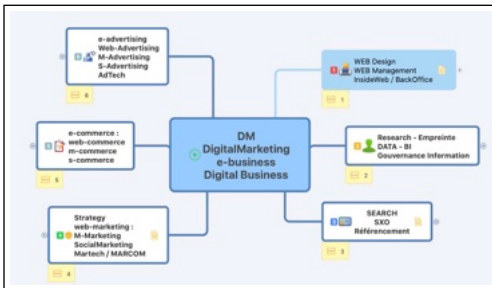 DM
DigitalMarketing
e-business
Digital Business
WEB Design
WEB Management
InsideWeb / BackOffice
1
Research - Empreinte
DATA - BI
Gouvernance Information
2
SEARCH
SXO
Référencement
3
Strategy
web-marketing :
M-Marketing
SocialMarketing
Martech / MARCOM
4
e-commerce :
web-commerce
m-commerce
s-commerce
5
e-advertising
Web-Advertising
M-Advertising
S-Advertising
AdTech
6